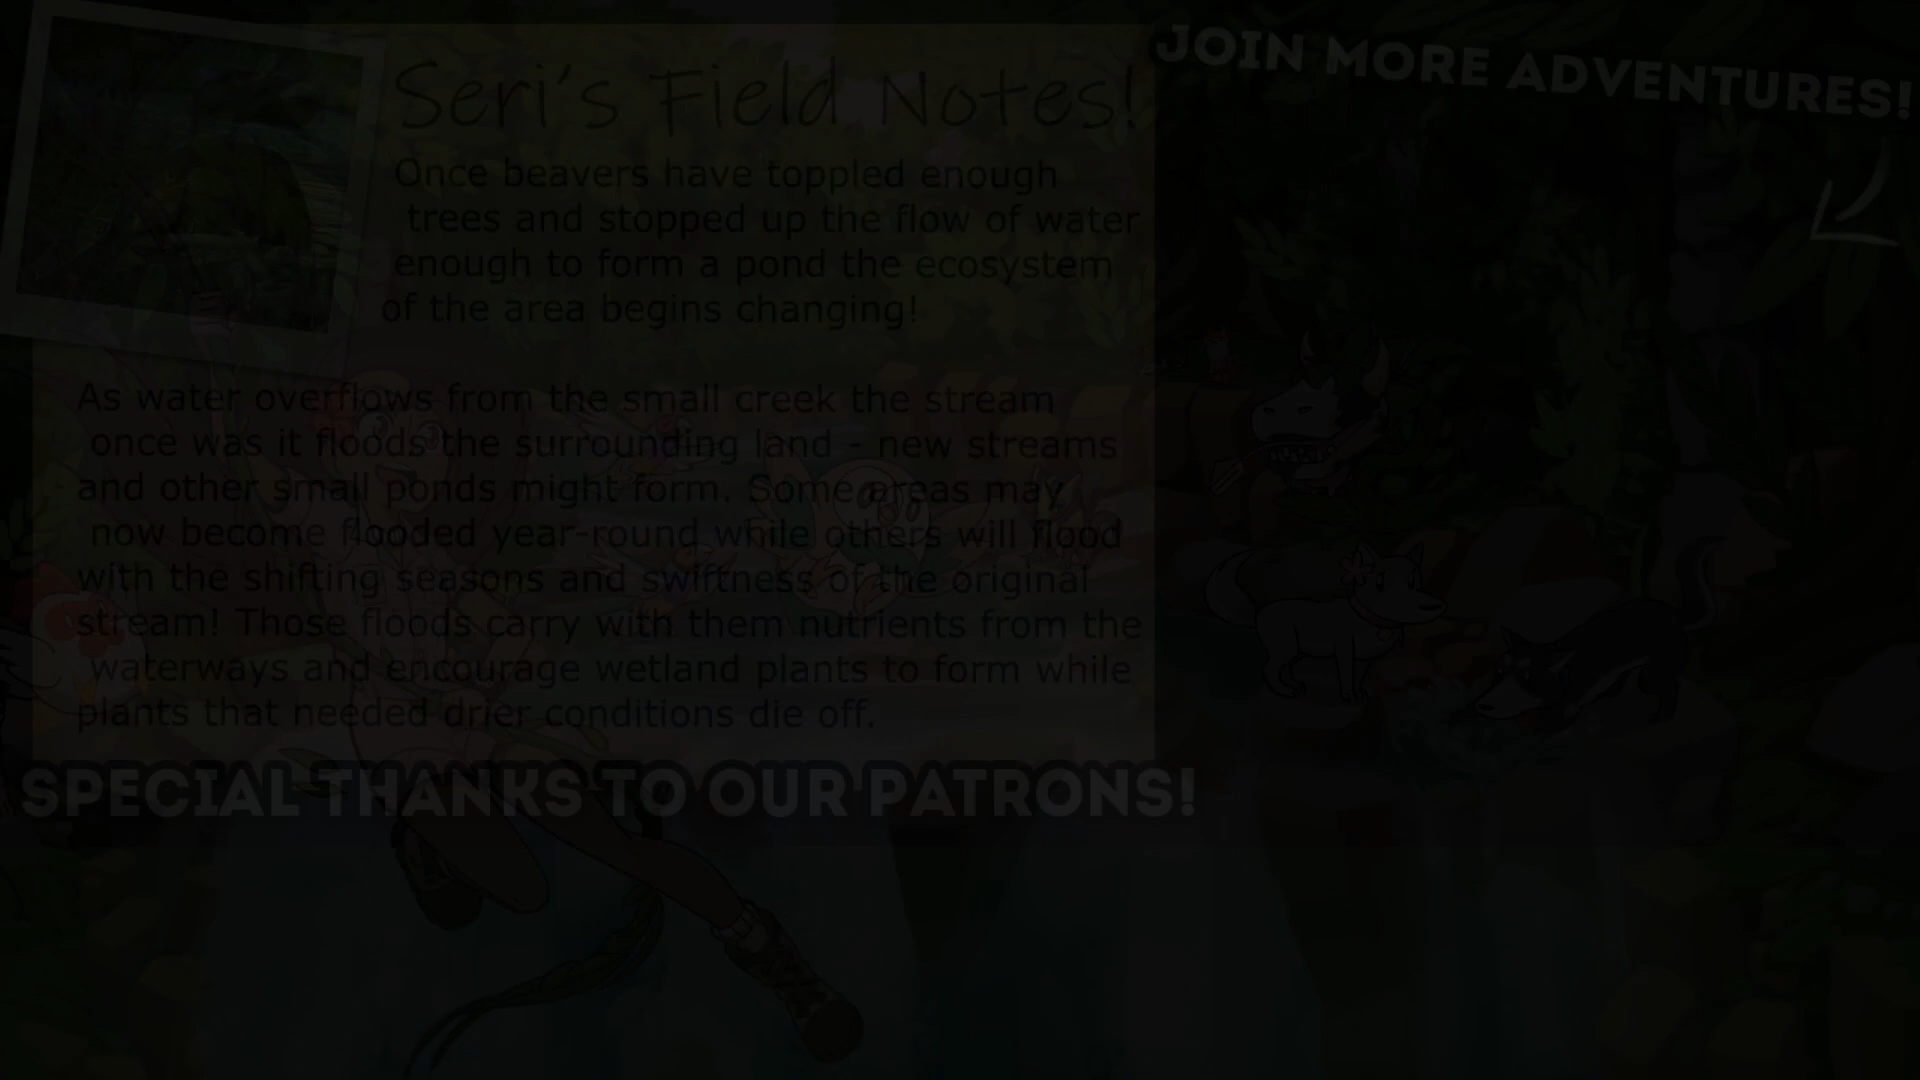 JOIN MORE ADVENTURES!
Seri's Field Notes!
Once beavers have toppled enough
trees and stopped up the flow of water
enough to form a pond the ecosystem
of the area begins changing!
As water overflows from the small creek the stream
once was it floods the surrounding land - new streams
and other small ponds might form. Some areas may
now become flooded year-round while others will flood
with the shifting seasons and swiftness of the original
stream! Those floods carry with them nutrients from the
waterways and encourage wetland plants to form while
plants that needed drier conditions die off.
SPECIAL THANKS TO OUR PATRONS!